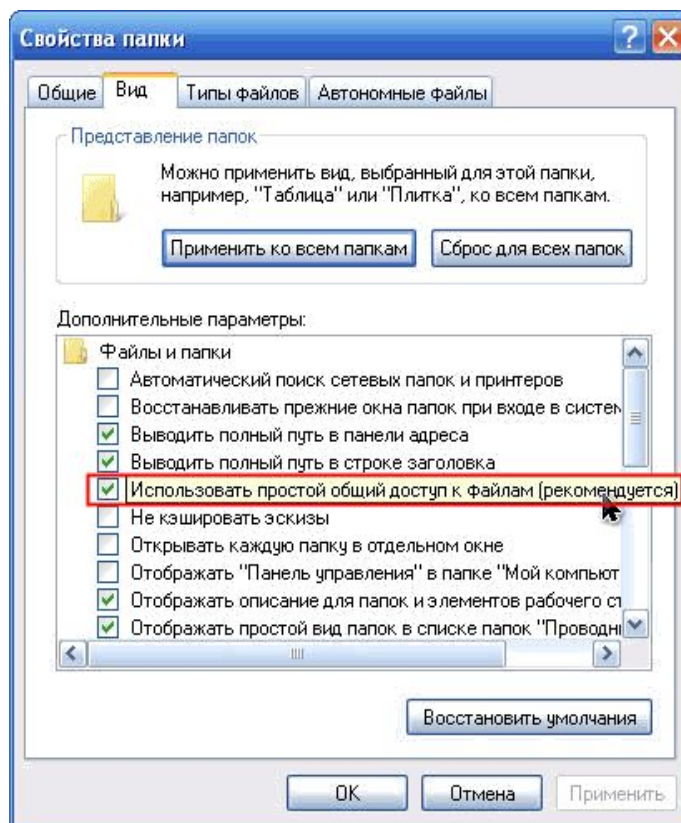 Свойства папки
Общие Вид Типы файлов Автономные файлы
Представление папок
Можно применить вид, выбранный для этой папки,
например, "Таблица" или "Плитка", ко всем папкам.
Применить ко всем папкам Сброс для всех папок
Дополнительные параметры:
Файлы и папки
Автоматический поиск сетевых папок и принтеров
Восстанавливать прежние окна папок при входе в систем
Выводить полный путь в панели адреса
Выводить полный путь в строке заголовка
Использовать простой общий доступ к файлам (рекомендуется)
Не кэшировать эскизы
Открывать каждую папку в отдельном окне
Отображать "Панель управления" в папке "Мой компьют
Отображать описание для папок и элементов рабочего ст
Отображать простой вид папок в списке папок "Проводни
Восстановить умолчания
ОК Отмена Применить